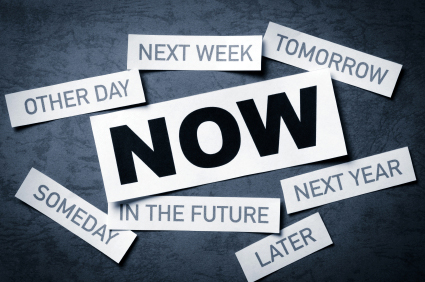 NEXT WEEK
TOMORROW
OTHER DAY
NOW
NEXT YEAR
SOMEDAY
IN THE FUTURE
LATER